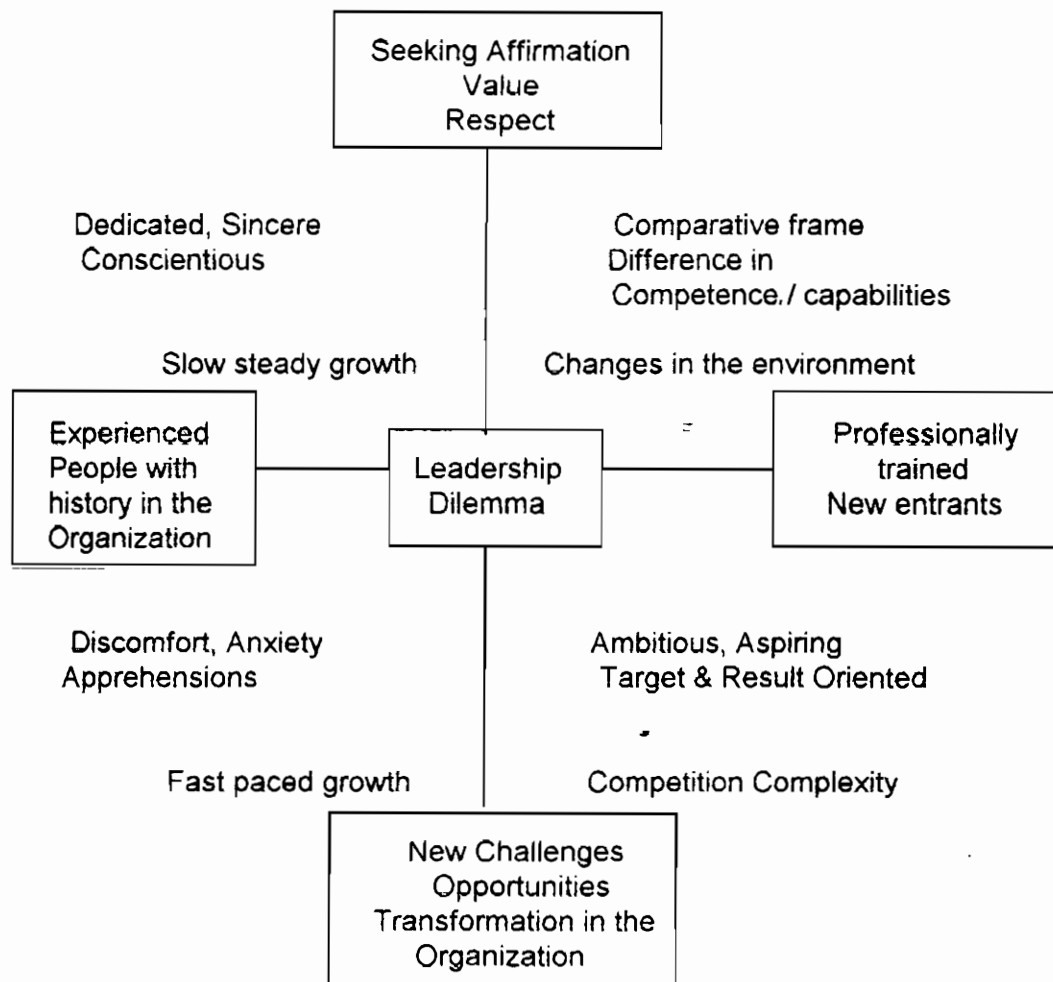 Seeking Affirmation
Value
Respect
Dedicated, Sincere
Conscientious
Comparative frame
Difference in
Competence./ capabilities
Slow steady growth
Changes in the environment
Experienced
People with
history in the
Organization
Leadership
Dilemma
Professionally
trained
New entrants
Discomfort, Anxiety
Apprehensions
Ambitious, Aspiring
Target & Result Oriented
Fast paced growth
Competition Complexity
New Challenges
Opportunities
Transformation in the
Organization